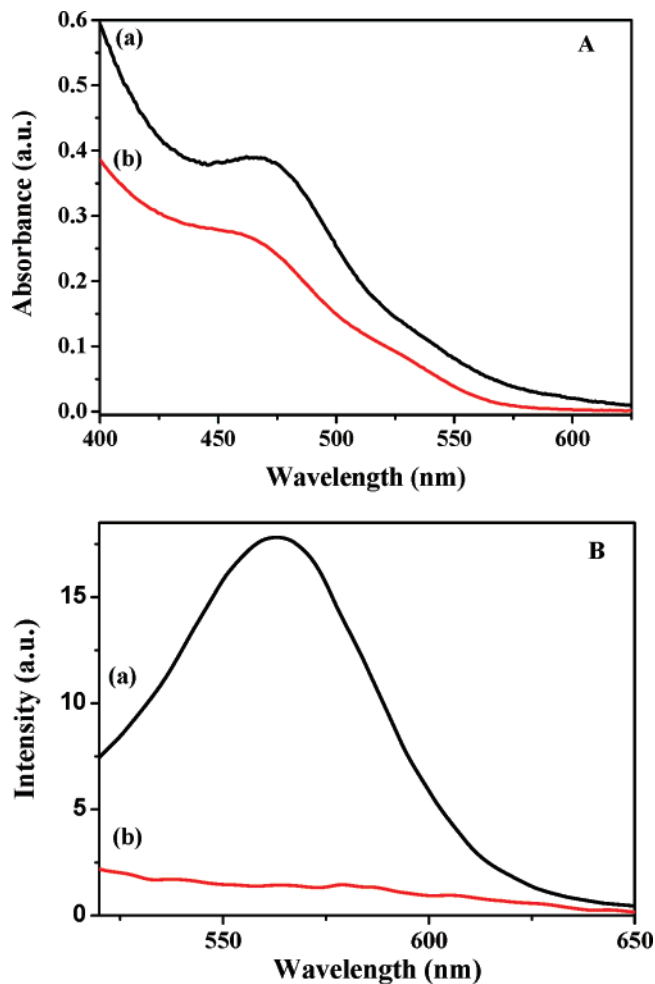 0.6
(a)
A
0.5
0.4
(b)
0.3
0.2
0.1
0.0
Absorbance (a.u.)
400 450 500 550 600
Wavelength (nm)
B
15
(a)
10
5
(b)
0
Intensity (a.u.)
550 600 650
Wavelength (nm)